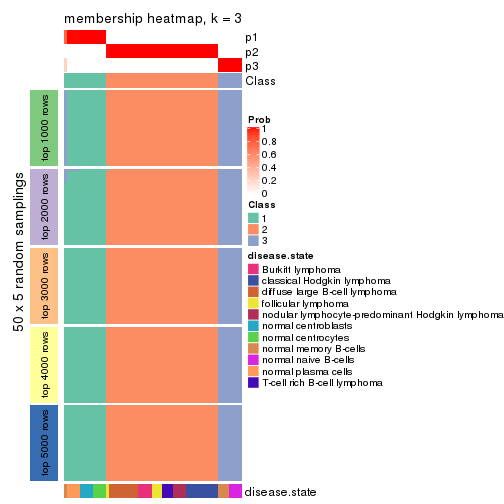 membership heatmap, k = 3
p1
p2
p3
Class
50 x 5 random samplings
top 1000 rows
top 2000 rows
top 3000 rows
top 4000 rows
top 5000 rows
disease.state
Prob
1
0.8
0.6
0.4
0.2
0
Class
1
2
3
disease.state
Burkitt lymphoma
classical Hodgkin lymphoma
diffuse large B-cell lymphoma
follicular lymphoma
nodular lymphocyte-predominant Hodgkin lymphoma
normal centroblasts
normal centrocytes
normal memory B-cells
normal naive B-cells
normal plasma cells
T-cell rich B-cell lymphoma